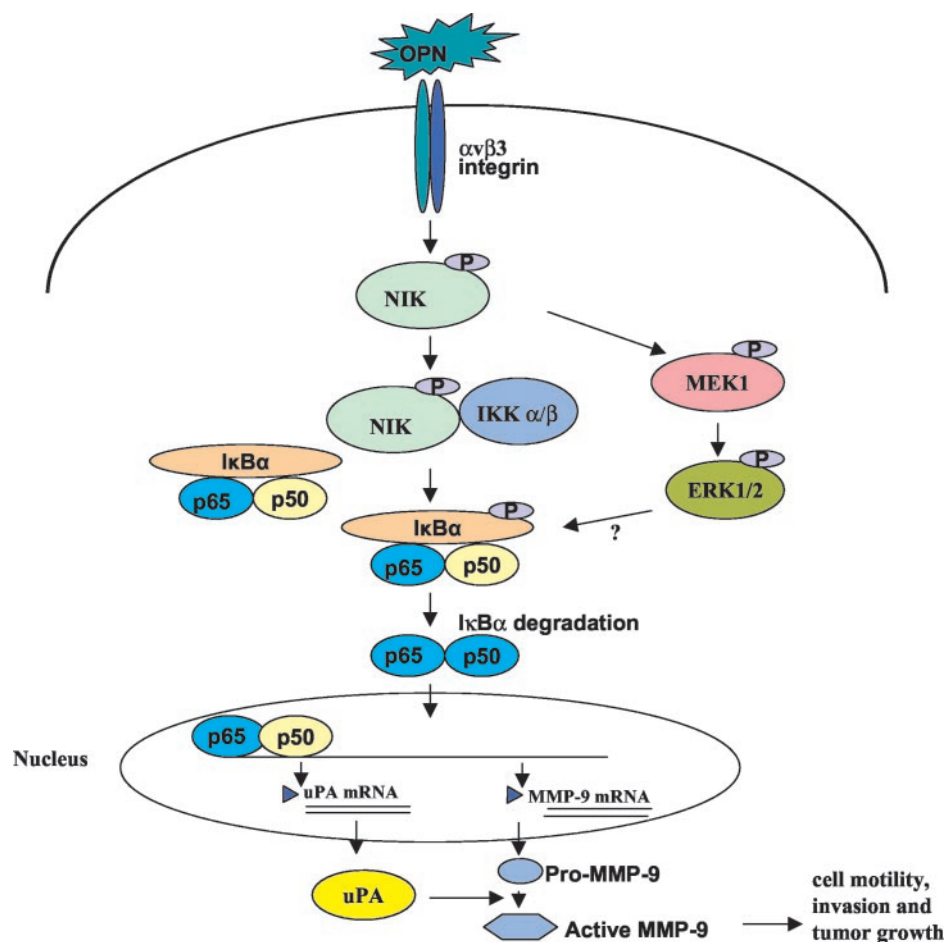 OPN
αvβ3
integrin
P
NIK
P
MEK1
P
NIK
IKK α/β
P
ERK1/2
IκBα
p65 p50
P
IκBα
?
p65 p50
IκBα degradation
p65 p50
Nucleus
p65 p50
uPA mRNA
MMP-9 mRNA
uPA
Pro-MMP-9
Active MMP-9
cell motility,
invasion and
tumor growth